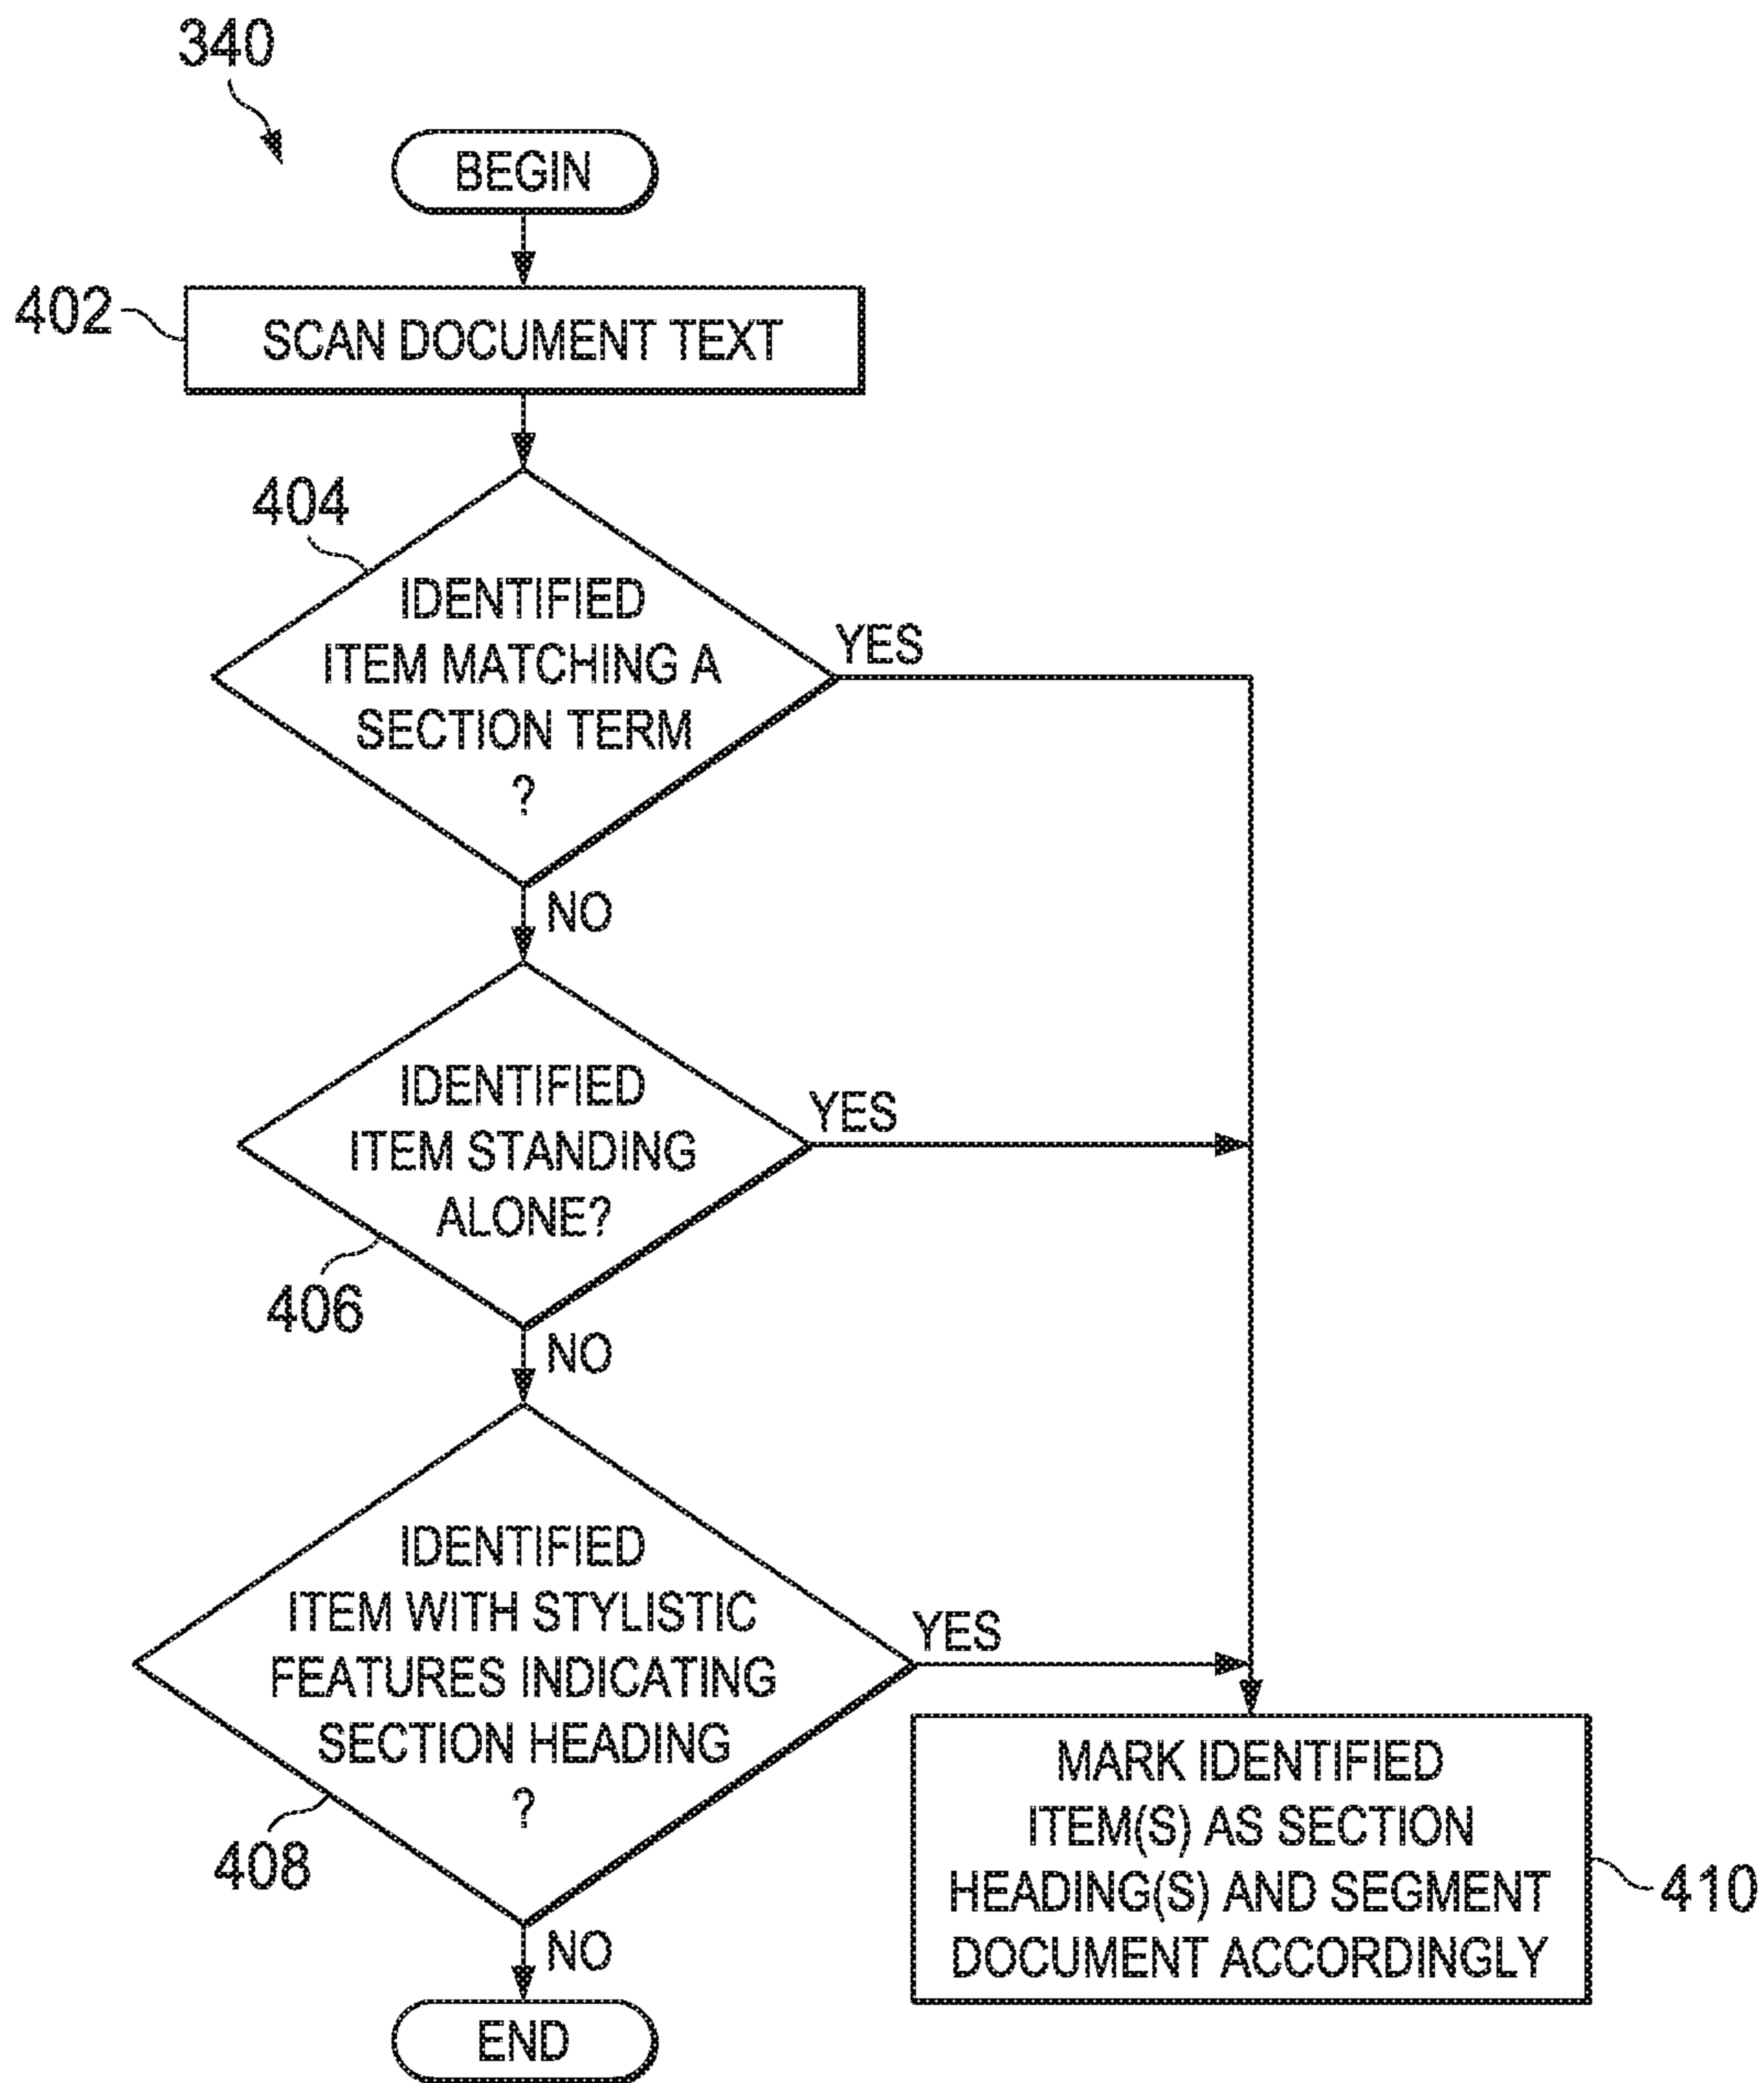 340
BEGIN
402
SCAN DOCUMENT TEXT
404
IDENTIFIED
ITEM MATCHING A
SECTION TERM
?
YES
NO
IDENTIFIED
ITEM STANDING
ALONE?
YES
406
NO
IDENTIFIED
ITEM WITH STYLISTIC
FEATURES INDICATING
SECTION HEADING
?
YES
408
NO
MARK IDENTIFIED
ITEM(S) AS SECTION
HEADING(S) AND SEGMENT
DOCUMENT ACCORDINGLY
410
END